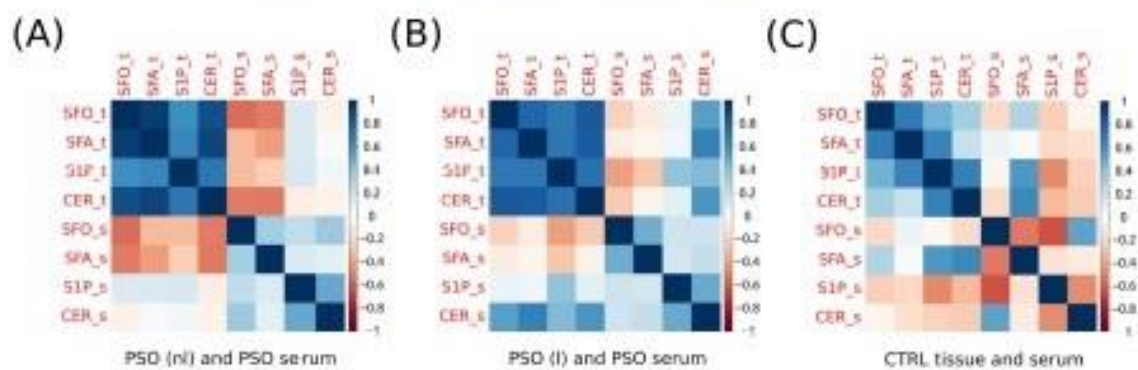 (A) (B) (C)
SFO_t SFA_t S1P_t CER_t SFO_s SFA_s S1P_s CER_s
SFO_t SFA_t S1P_t CER_t SFO_s SFA_s S1P_s CER_s
SFO_t SFA_t S1P_t CER_t SFO_s SFA_s S1P_s CER_s
SFO_t
SFA_t
S1P_t
CER_t
SFO_s
SFA_s
S1P_s
CER_s
1
0.8
0.6
0.4
0.2
0
-0.2
-0.4
-0.6
-0.8
-1
SFO_t
SFA_t
S1P_t
CER_t
SFO_s
SFA_s
S1P_s
CER_s
1
0.8
0.6
0.4
0.2
0
-0.2
-0.4
-0.6
-0.8
-1
SFO_t
SFA_t
S1P_t
CER_t
SFO_s
SFA_s
S1P_s
CER_s
1
0.8
0.6
0.4
0.2
0
-0.2
-0.4
-0.6
-0.8
-1
PSO (nl) and PSO serum
PSO (l) and PSO serum
CTRL tissue and serum